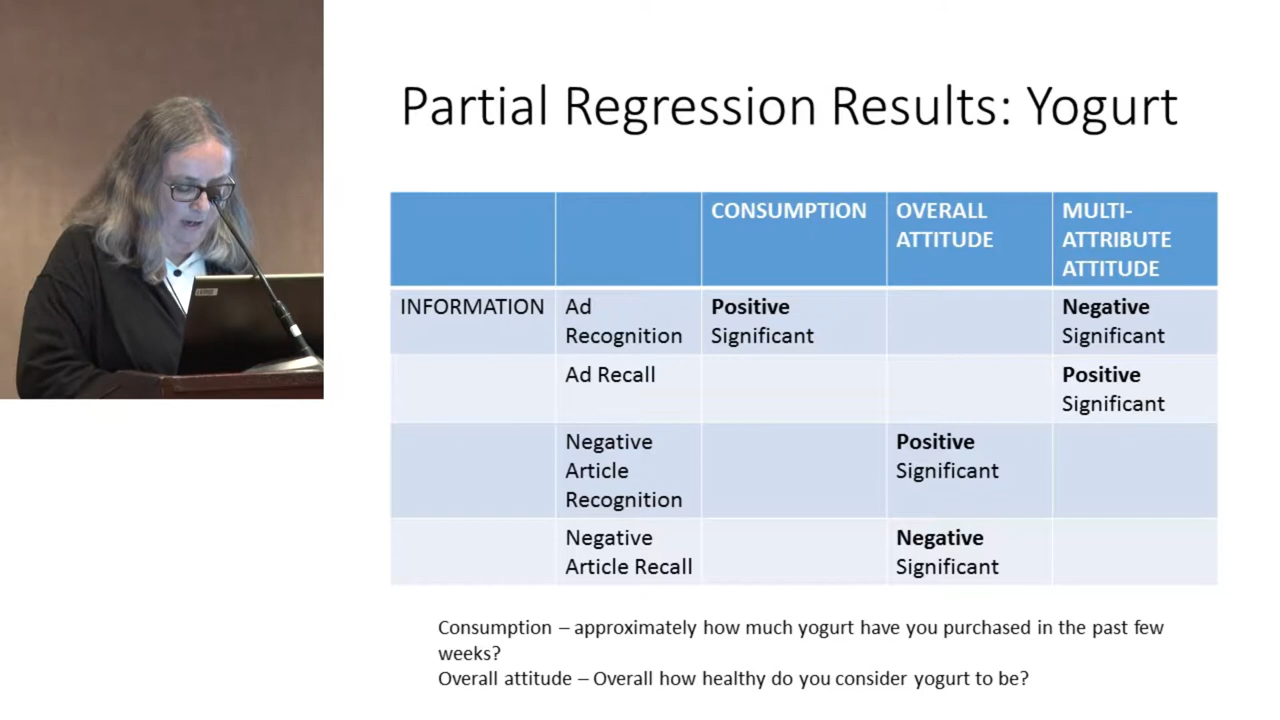 Partial Regression Results: Yogurt
CONSUMPTION
OVERALL
ATTITUDE
MULTI-
ATTRIBUTE
ATTITUDE
INFORMATION
Ad
Recognition
Positive
Significant
Negative
Significant
Ad Recall
Positive
Significant
Negative
Article
Recognition
Positive
Significant
Negative
Article Recall
Negative
Significant
Consumption – approximately how much yogurt have you purchased in the past few
weeks?
Overall attitude – Overall how healthy do you consider yogurt to be?